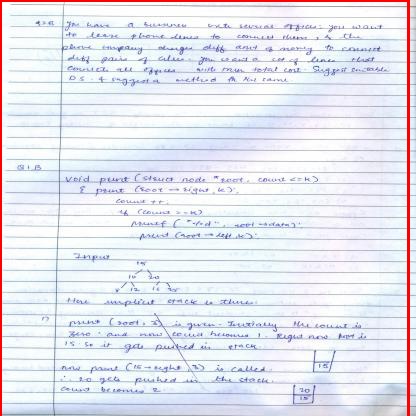 Q2.B You have a business with several offices. You want
to lease phone lines to connect them, & the
phone company charges diff amt of money to connect
diff pairs of cities. You want a set of lines that
connects all offices with min total cost. Suggest suitable
D.S. & suggest a method to the same
Q1.B
void print (struct node *root, count <= k)
{ print (root → right, k);
count ++;
if (count == k)
printf ("%d", root → data);
print (root → left, k);
Input
15
10 20
8 12 16 25
Here implicit stack is there.
1) print (root, 3) is given. Initially the count is
zero and now count becomes 1. Right now root is
15 so it gets pushed in stack.
15
now print (15 → right, 3) is called.
∴ 20 gets pushed in the stack.
count becomes 2.
20
15